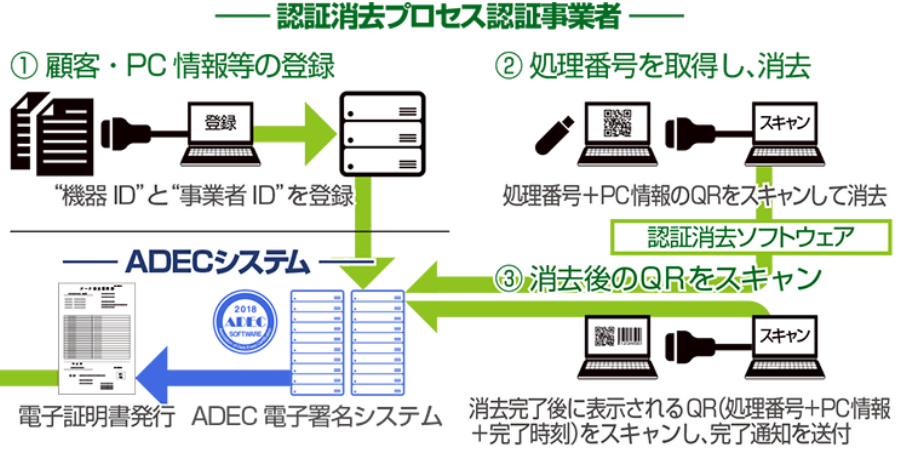 認証消去プロセス認証事業者
① 顧客・PC 情報等の登録
登録
“機器 ID”と“事業者 ID”を登録
② 処理番号を取得し、消去
スキャン
処理番号＋PC情報のQRをスキャンして消去
認証消去ソフトウェア
ADECシステム
③ 消去後のQRをスキャン
2018
ADEC
SOFTWARE
スキャン
電子証明書発行
ADEC 電子署名システム
消去完了後に表示されるQR（処理番号＋PC情報
＋完了時刻）をスキャンし、完了通知を送付